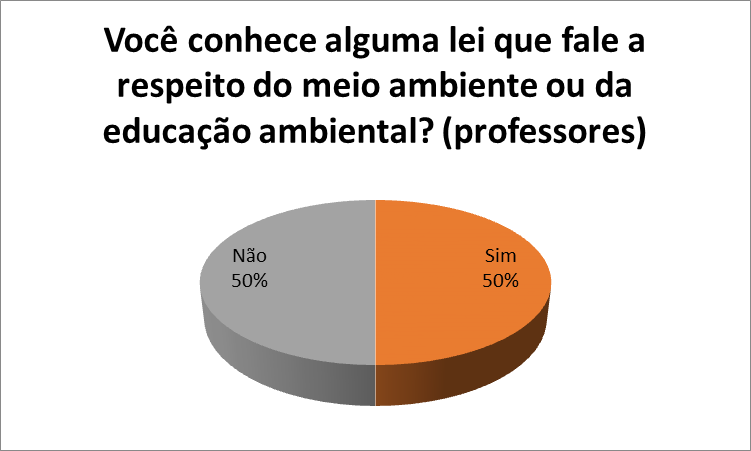 Você conhece alguma lei que fale a
respeito do meio ambiente ou da
educação ambiental? (professores)
Não
50%
Sim
50%